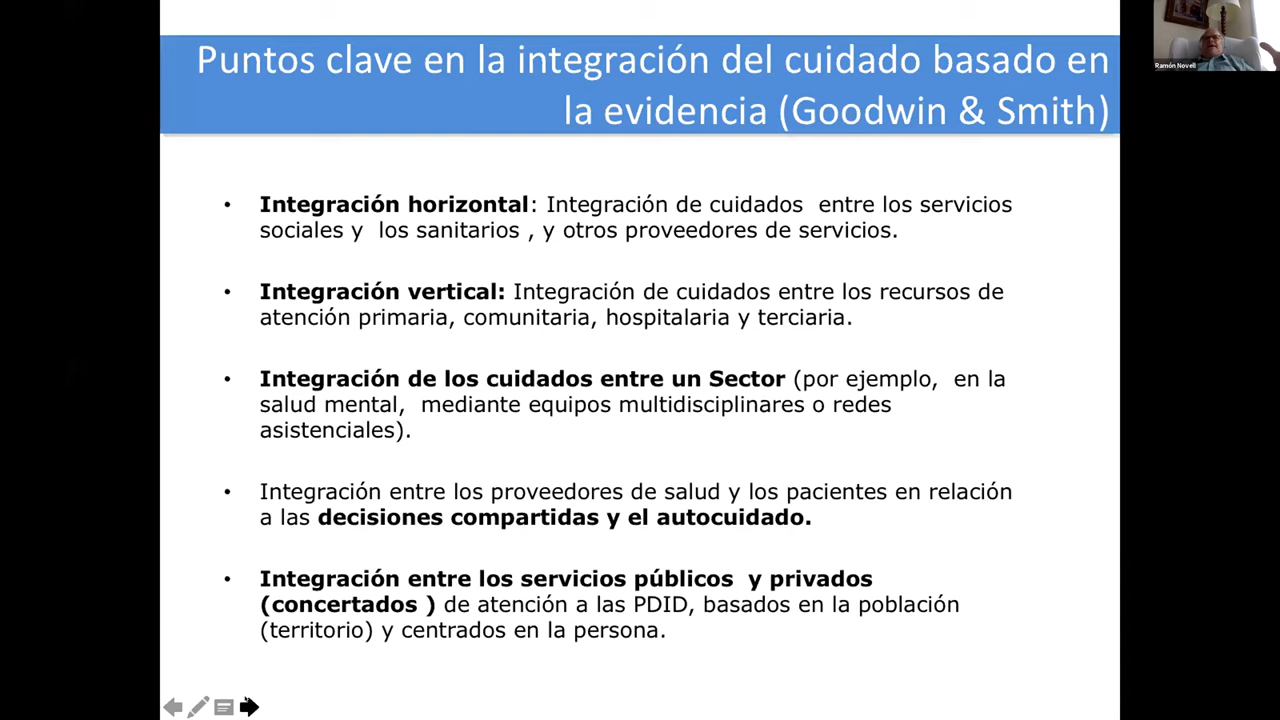 Puntos clave en la integración del cuidado basado en
la evidencia (Goodwin & Smith)
Ramón Novell
• Integración horizontal: Integración de cuidados entre los servicios
sociales y los sanitarios , y otros proveedores de servicios.
• Integración vertical: Integración de cuidados entre los recursos de
atención primaria, comunitaria, hospitalaria y terciaria.
• Integración de los cuidados entre un Sector (por ejemplo, en la
salud mental, mediante equipos multidisciplinares o redes
asistenciales).
• Integración entre los proveedores de salud y los pacientes en relación
a las decisiones compartidas y el autocuidado.
• Integración entre los servicios públicos y privados
(concertados ) de atención a las PDID, basados en la población
(territorio) y centrados en la persona.